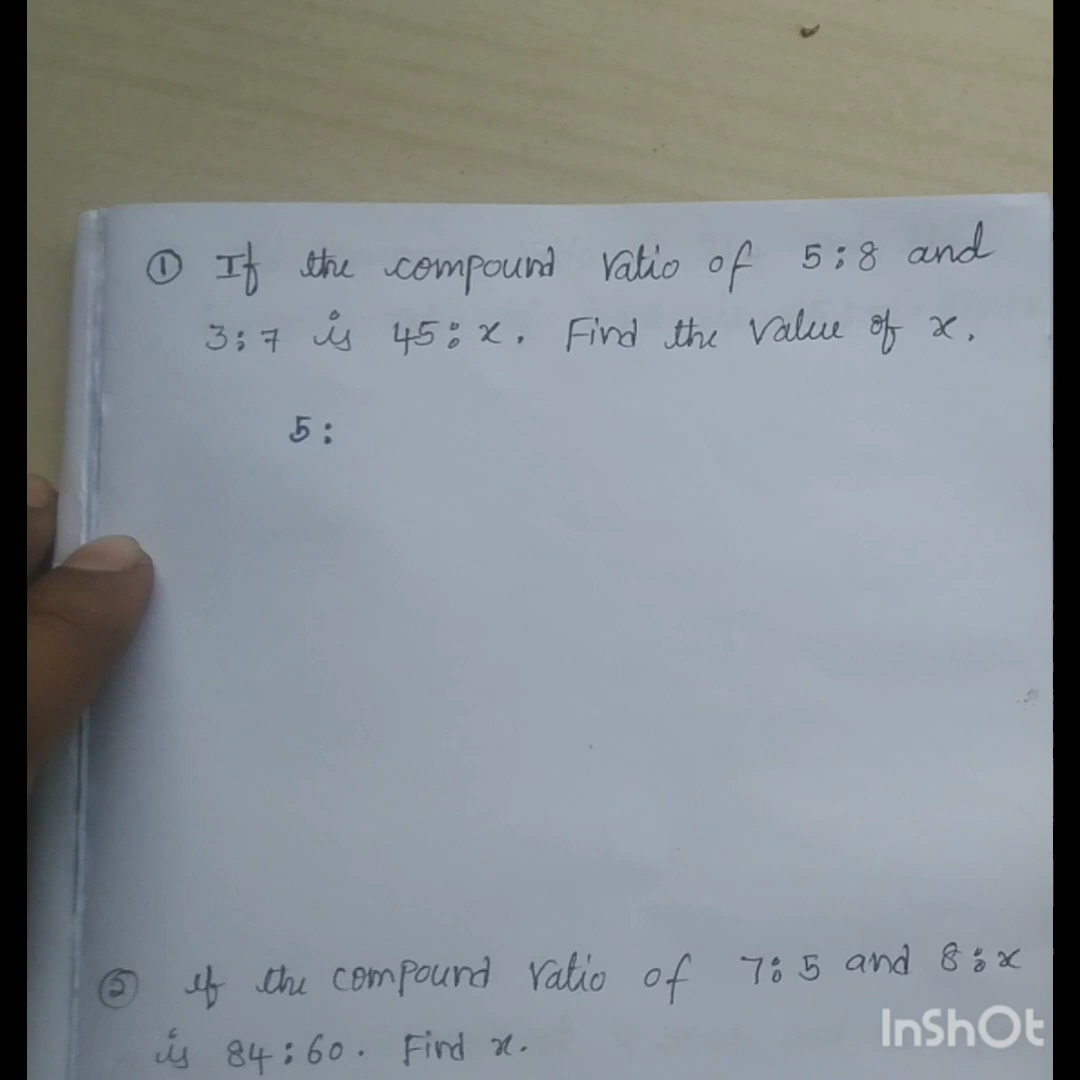 ① If the compound ratio of 5:8 and
3:7 is 45:x. Find the value of x.
5:
② if the compound ratio of 7:5 and 8:x
is 84:60. Find x.
InShOt